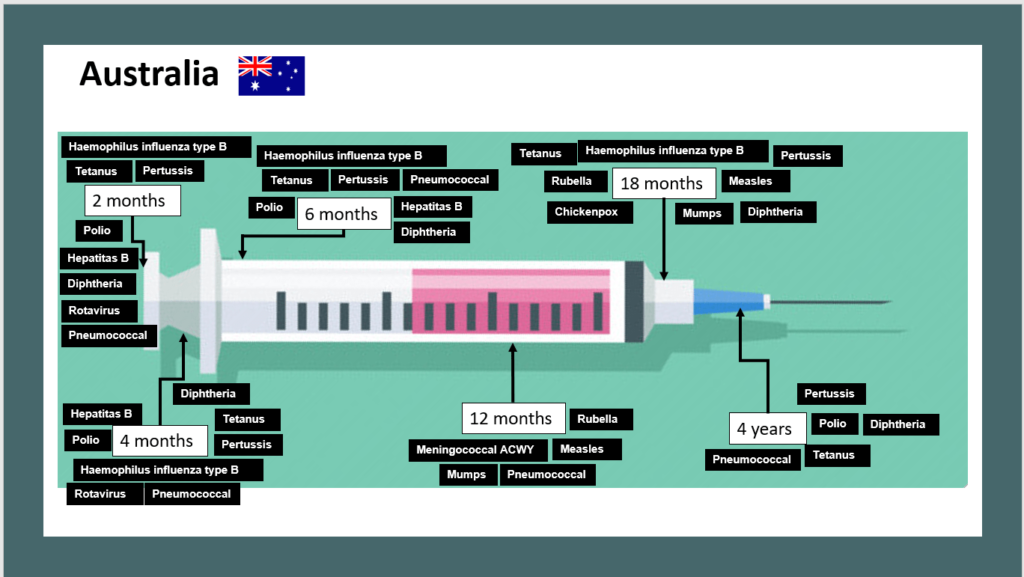 Australia
Haemophilus influenza type B
Tetanus
Pertussis
2 months
Polio
Hepatitas B
Diphtheria
Rotavirus
Pneumococcal
Haemophilus influenza type B
Tetanus
Pertussis
Pneumococcal
Polio
6 months
Hepatitas B
Diphtheria
Tetanus
Haemophilus influenza type B
Pertussis
Rubella
18 months
Measles
Chickenpox
Mumps
Diphtheria
Diphtheria
Hepatitas B
Tetanus
Polio
4 months
Pertussis
Haemophilus influenza type B
Rotavirus
Pneumococcal
12 months
Rubella
Meningococcal ACWY
Measles
Mumps
Pneumococcal
Pertussis
4 years
Polio
Diphtheria
Pneumococcal
Tetanus